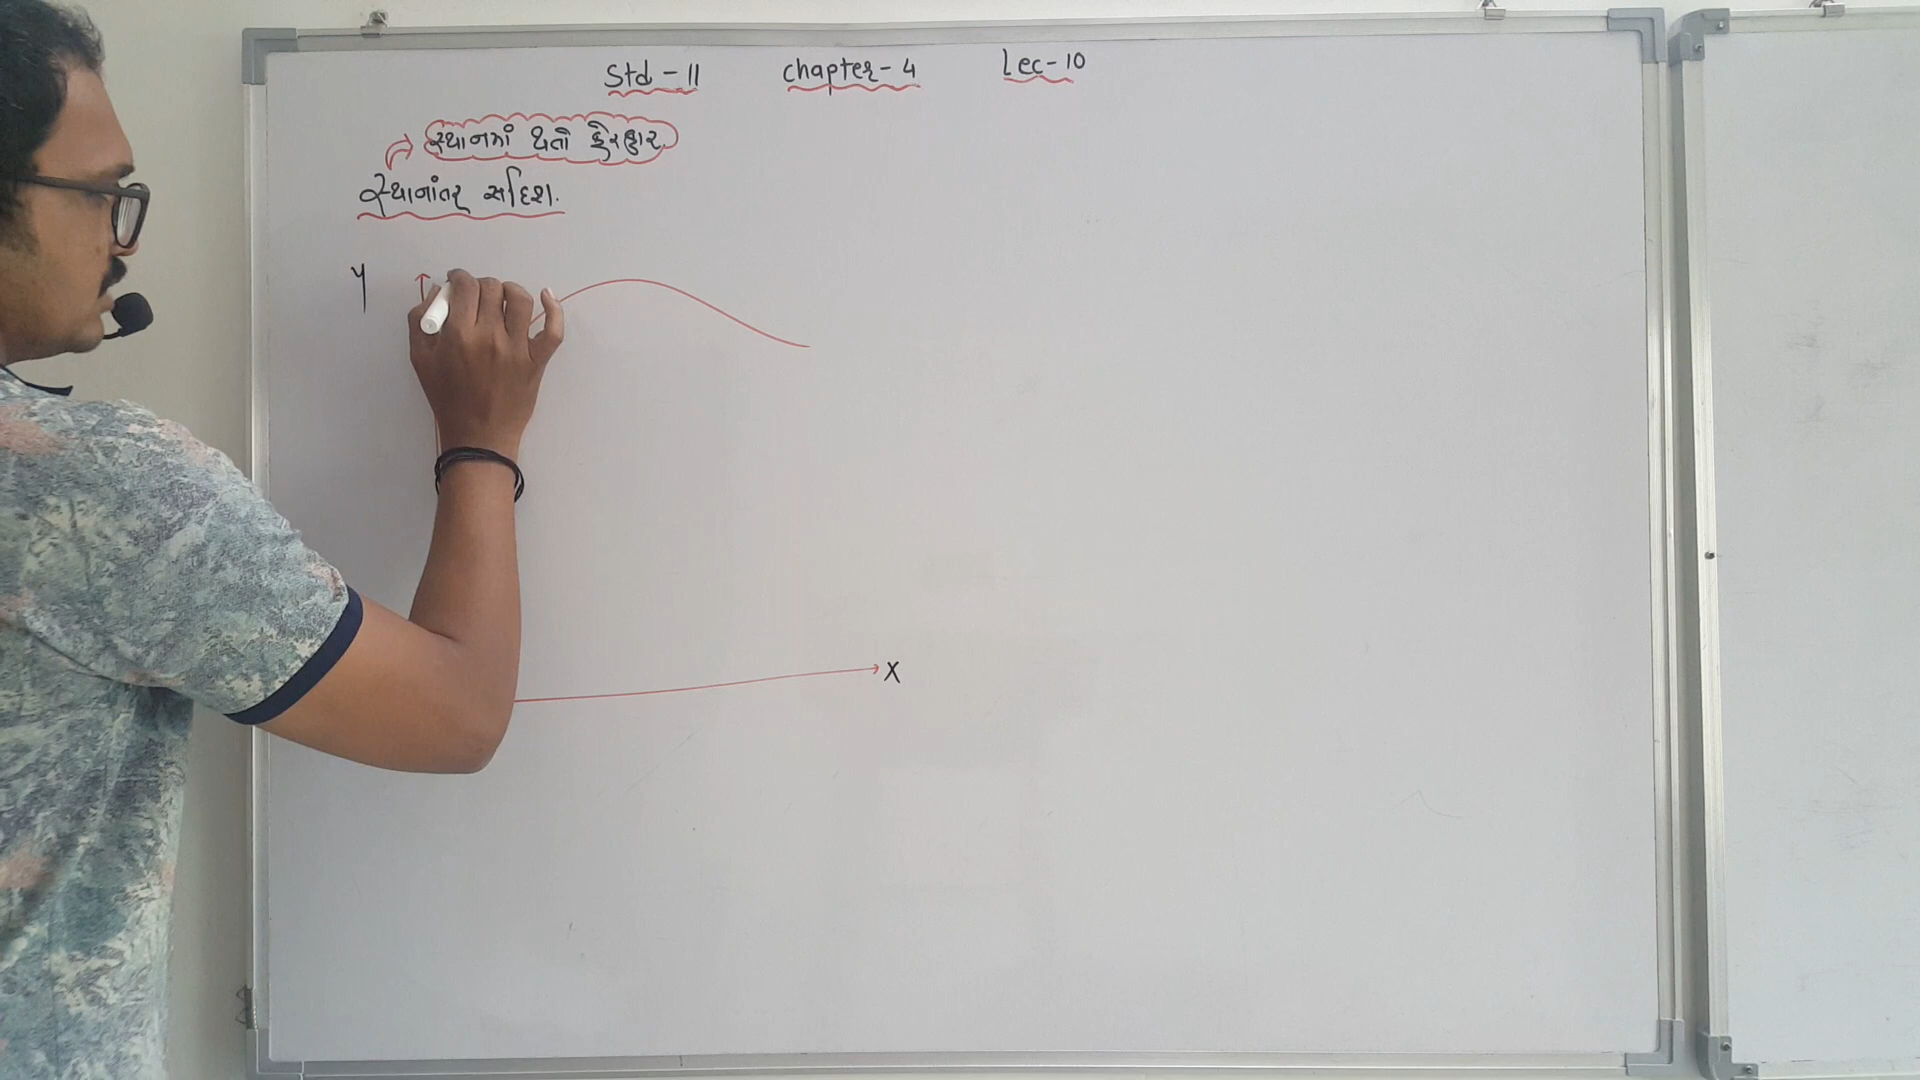 Std - 11 Chapter - 4 Lec - 10
સ્થાનમાં થતો ફેરફાર.
સ્થાનાંતર સદિશ.
Y
X